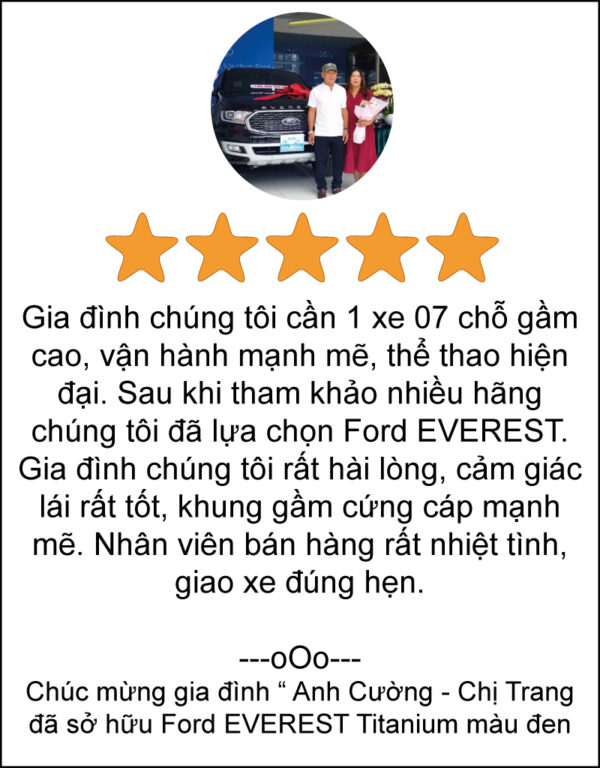 EVEREST
Ford
Gia đình chúng tôi cần 1 xe 07 chỗ gầm
cao, vận hành mạnh mẽ, thể thao hiện
đại. Sau khi tham khảo nhiều hãng
chúng tôi đã lựa chọn Ford EVEREST.
Gia đình chúng tôi rất hài lòng, cảm giác
lái rất tốt, khung gầm cứng cáp mạnh
mẽ. Nhân viên bán hàng rất nhiệt tình,
giao xe đúng hẹn.
---oOo---
Chúc mừng gia đình “ Anh Cường - Chị Trang
đã sở hữu Ford EVEREST Titanium màu đen